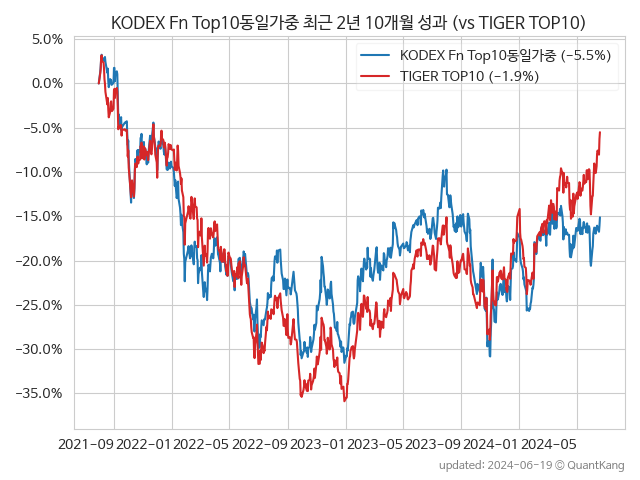 KODEX Fn Top10동일가중 최근 2년 10개월 성과 (vs TIGER TOP10)
KODEX Fn Top10동일가중 (−5.5%)
TIGER TOP10 (−1.9%)
5.0%
0.0%
−5.0%
−10.0%
−15.0%
−20.0%
−25.0%
−30.0%
−35.0%
2021-09 2022-01 2022-05 2022-09 2023-01 2023-05 2023-09 2024-01 2024-05
updated: 2024-06-19 © QuantKang